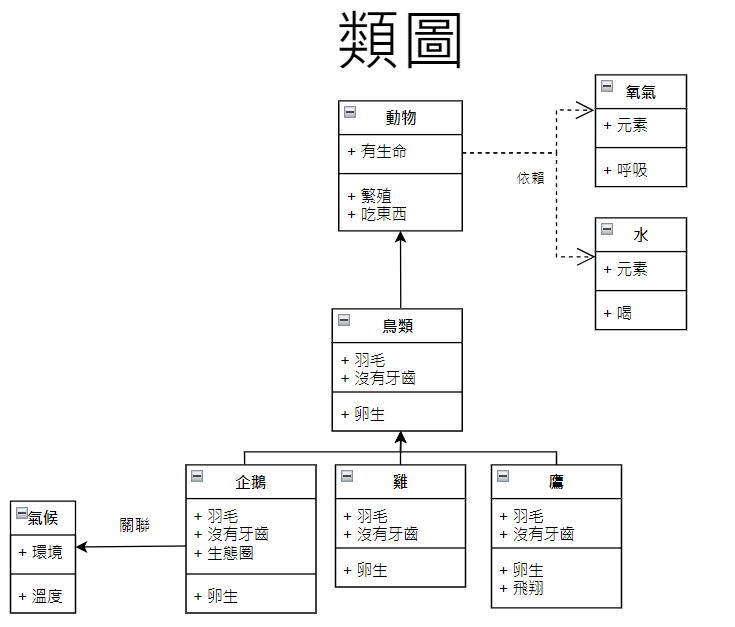 類圖
動物
+ 有生命
+ 繁殖
+ 吃東西
氧氣
+ 元素
+ 呼吸
依賴
水
+ 元素
+ 喝
鳥類
+ 羽毛
+ 沒有牙齒
+ 卵生
企鵝
+ 羽毛
+ 沒有牙齒
+ 生態圈
+ 卵生
雞
+ 羽毛
+ 沒有牙齒
+ 卵生
鷹
+ 羽毛
+ 沒有牙齒
+ 卵生
+ 飛翔
關聯
氣候
+ 環境
+ 溫度